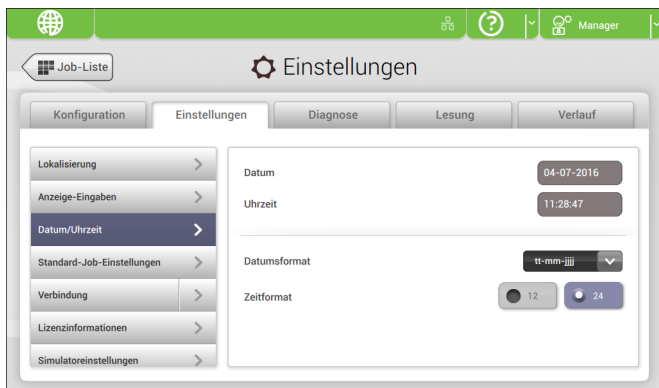 Manager
Job-Liste
Einstellungen
Konfiguration
Einstellungen
Diagnose
Lesung
Verlauf
Lokalisierung
Anzeige-Eingaben
Datum/Uhrzeit
Standard-Job-Einstellungen
Verbindung
Lizenzinformationen
Simulatoreinstellungen
Datum
04-07-2016
Uhrzeit
11:28:47
Datumsformat
tt-mm-jjjj
Zeitformat
12
24